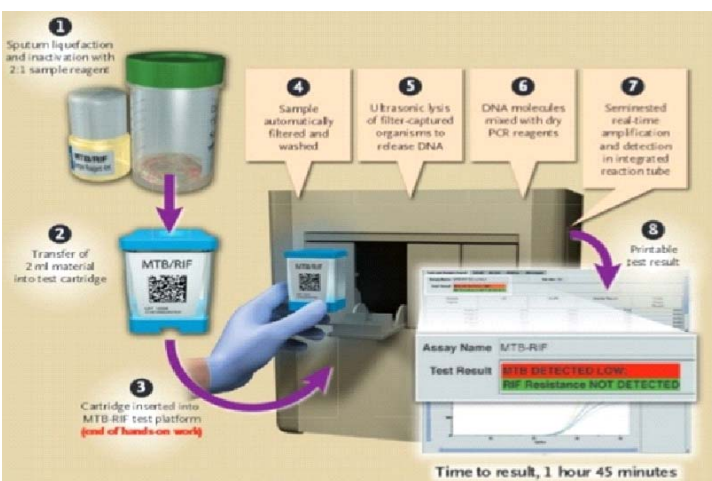 1
Sputum liquefaction
and inactivation with
2:1 sample reagent
MTB/RIF
2
Transfer of
2 ml material
into test cartridge
MTB/RIF
3
Cartridge inserted into
MTB-RIF test platform
(end of hands-on work)
MTB/RIF
4
Sample
automatically
filtered and
washed
5
Ultrasonic lysis
of filter-captured
organisms to
release DNA
6
DNA molecules
mixed with dry
PCR reagents
7
Seminested
real-time
amplification
and detection
in integrated
reaction tube
8
Printable
test result
Assay Name MTB-RIF
Test Result MTB DETECTED LOW;
RIF Resistance NOT DETECTED
Time to result, 1 hour 45 minutes